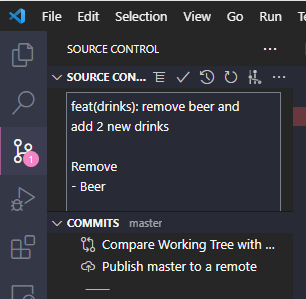 File Edit Selection View Go Run Te
SOURCE CONTROL
SOURCE CON...
feat(drinks): remove beer and
add 2 new drinks
Remove
- Beer
1
COMMITS master
Compare Working Tree with ...
Publish master to a remote